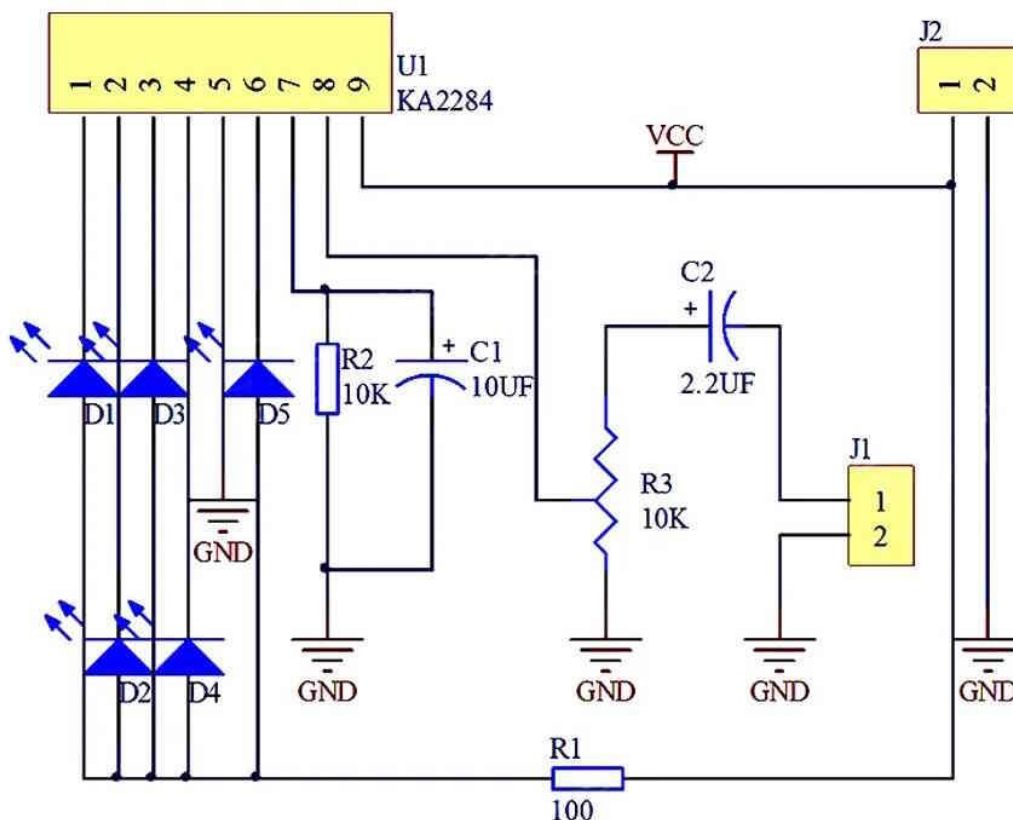 1 2 3 4 5 6 7 8 9
U1
KA2284
J2
1 2
VCC
C2
+
2.2UF
R2
10K
+
C1
10UF
D1
D3
D5
R3
10K
J1
1
2
GND
D2
D4
GND
GND
GND
GND
R1
100